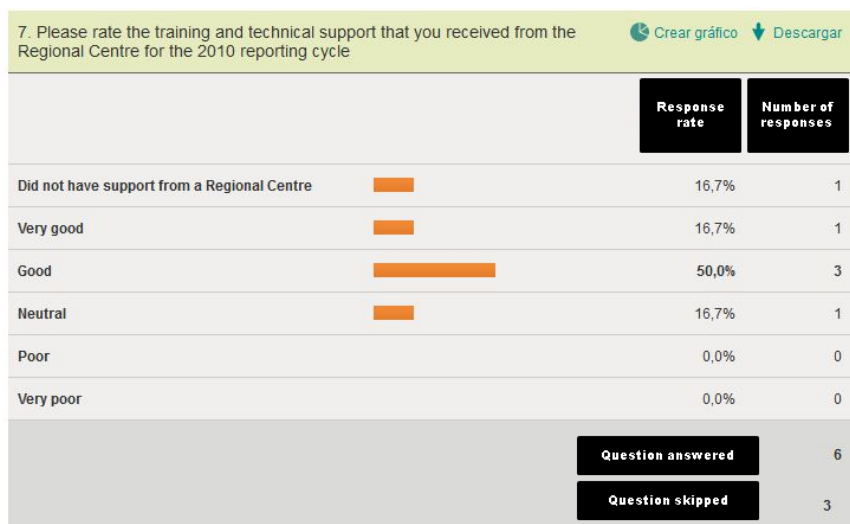 7. Please rate the training and technical support that you received from the Crear gráfico Descargar
Regional Centre for the 2010 reporting cycle
Response rate Number of responses
Did not have support from a Regional Centre 16,7% 1
Very good 16,7% 1
Good 50,0% 3
Neutral 16,7% 1
Poor 0,0% 0
Very poor 0,0% 0
Question answered 6
Question skipped 3